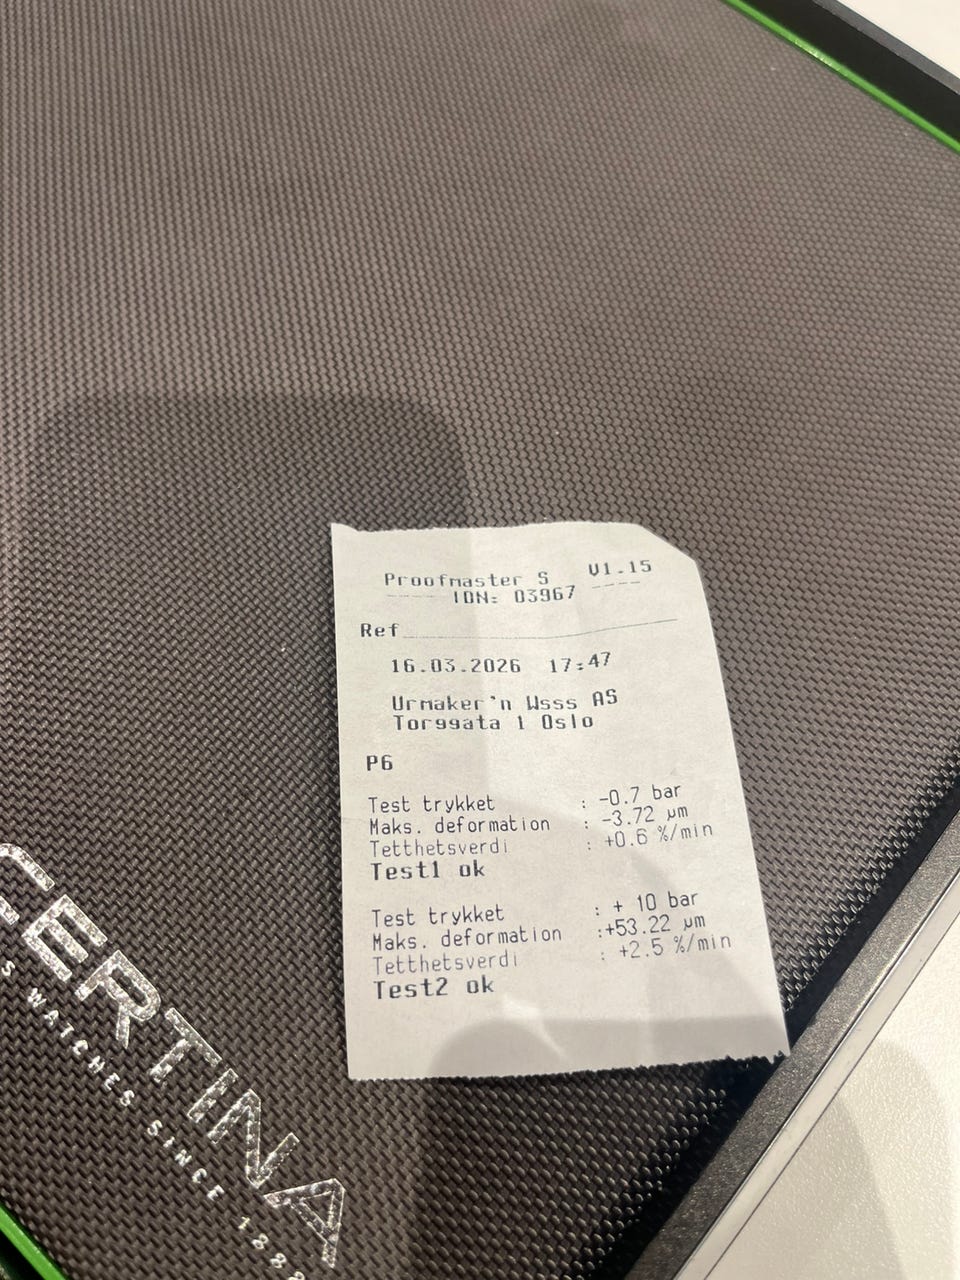 Proofmaster S V1.15
IDN: 03967
Ref
16.03.2026 17:47
Urmaker'n Wsss AS
Torggata 1 Oslo
P6
Test trykket : -0.7 bar
Maks. deformation : -3.72 µm
Tetthetsverdi : +0.6 %/min
Test1 ok
Test trykket : + 10 bar
Maks. deformation :+53.22 µm
Tetthetsverdi : +2.5 %/min
Test2 ok
CERTINA
WATCHES SINCE 1888